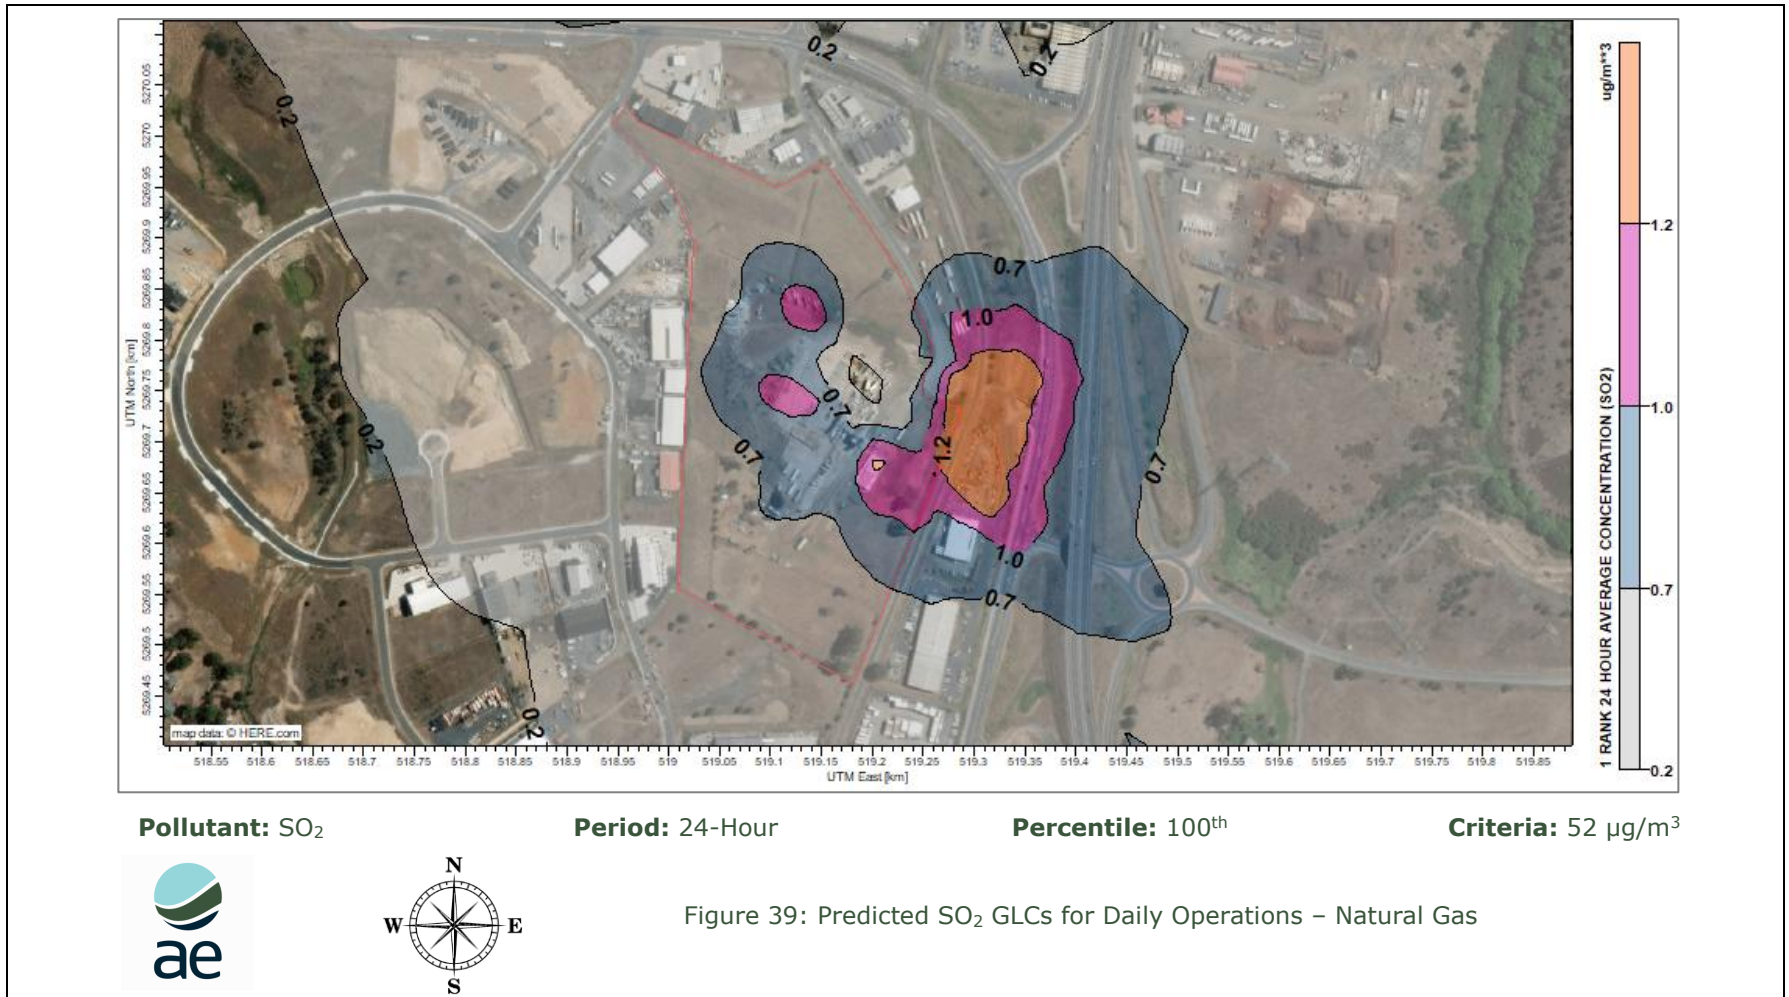 0.2
0.2
0.2
0.7
1.0
0.7
1.2
0.2
0.7
0.7
1.0
0.7
0.2
map data: © HERE.com
UTM North [km]
5270.05
5270
5269.95
5269.9
5269.85
5269.8
5269.75
5269.7
5269.65
5269.6
5269.55
5269.5
5269.45
518.55 518.6 518.65 518.7 518.75 518.8 518.85 518.9 518.95 519 519.05 519.1 519.15 519.2 519.25 519.3 519.35 519.4 519.45 519.5 519.55 519.6 519.65 519.7 519.75 519.8 519.85
UTM East [km]
ug/m**3
1 RANK 24 HOUR AVERAGE CONCENTRATION (SO2)
1.2
1.0
0.7
0.2
Pollutant: SO₂ Period: 24-Hour Percentile: 100ᵗʰ Criteria: 52 µg/m³
ae
N
W E
S
Figure 39: Predicted SO₂ GLCs for Daily Operations – Natural Gas